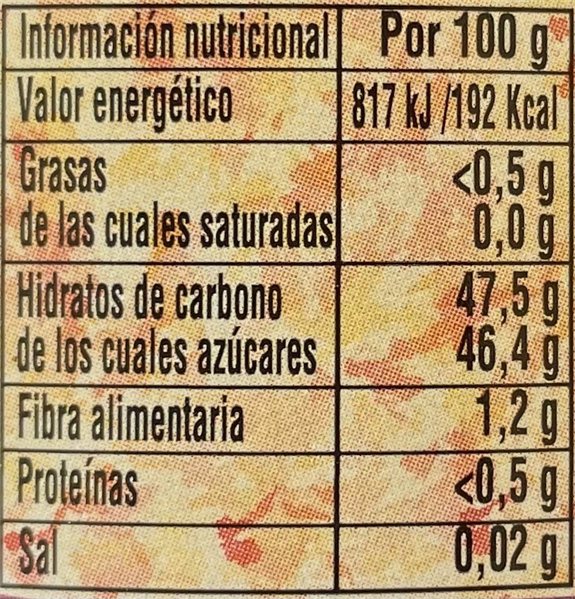 Información nutricional Por 100 g
Valor energético 817 kJ /192 Kcal
Grasas <0,5 g
de las cuales saturadas 0,0 g
Hidratos de carbono 47,5 g
de los cuales azúcares 46,4 g
Fibra alimentaria 1,2 g
Proteínas <0,5 g
Sal 0,02 g